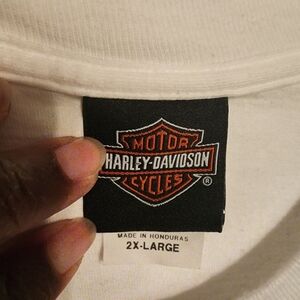 MOTOR
HARLEY-DAVIDSON
CYCLES®
MADE IN HONDURAS
2X-LARGE